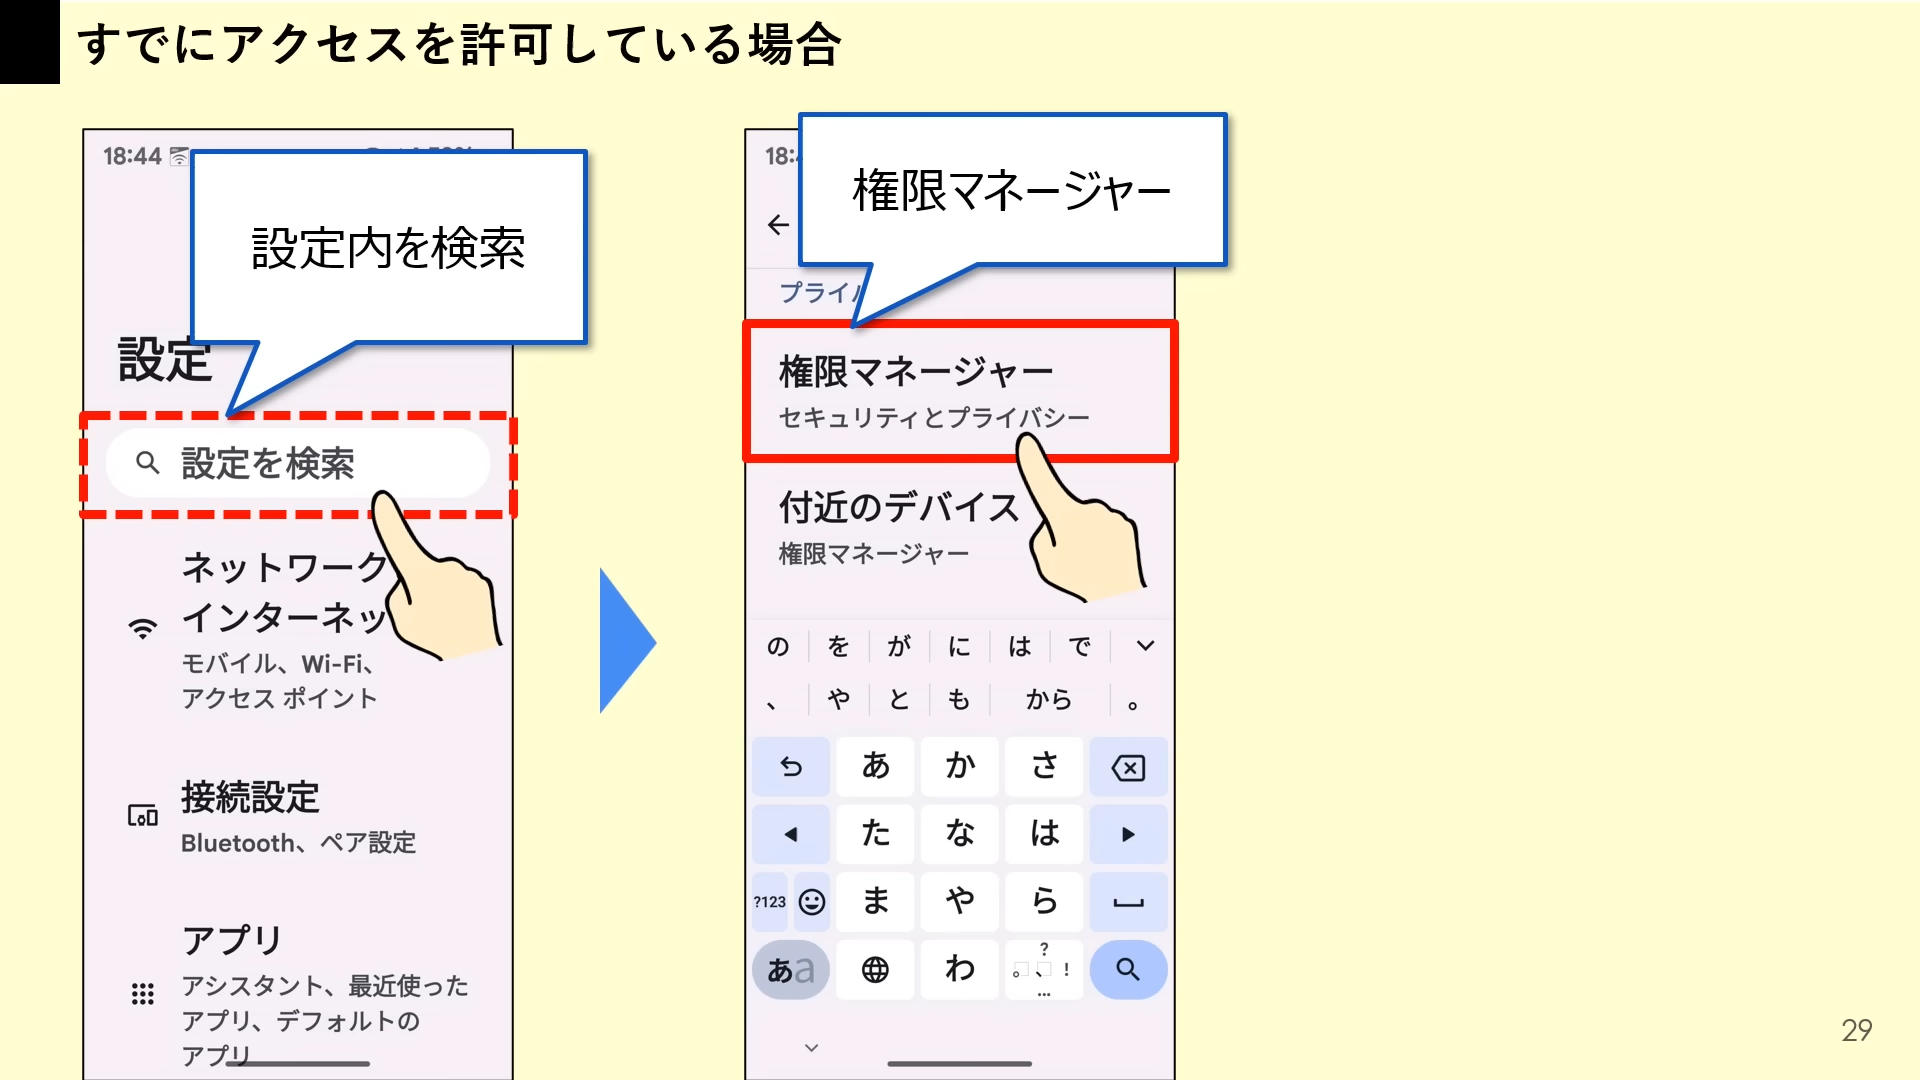 すでにアクセスを許可している場合
18:44
設定内を検索
設定
設定を検索
ネットワーク
インターネッ
モバイル、Wi-Fi、
アクセス ポイント
接続設定
Bluetooth、ペア設定
アプリ
アシスタント、最近使った
アプリ、デフォルトの
アプリ
18:4
権限マネージャー
プライバ
権限マネージャー
セキュリティとプライバシー
付近のデバイス
権限マネージャー
の を が に は で
、 や と も から 。
あ か さ
た な は
?123 ま や ら
あa わ 。、?!…
29